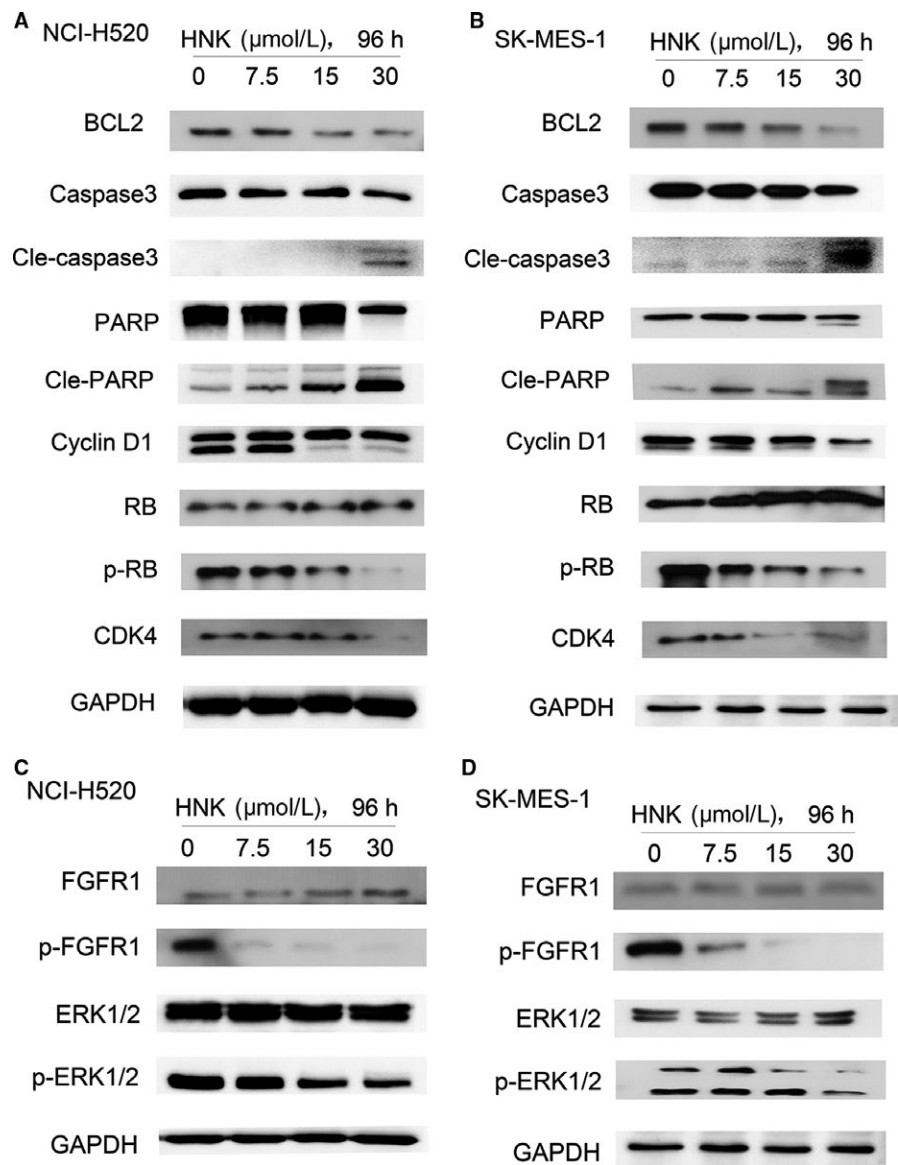 A
NCI-H520
HNK (µmol/L), 96 h
0 7.5 15 30
BCL2
Caspase3
Cle-caspase3
PARP
Cle-PARP
Cyclin D1
RB
p-RB
CDK4
GAPDH
B
SK-MES-1
HNK (µmol/L) 96 h
0 7.5 15 30
BCL2
Caspase3
Cle-caspase3
PARP
Cle-PARP
Cyclin D1
RB
p-RB
CDK4
GAPDH
C
NCI-H520
HNK (µmol/L), 96 h
0 7.5 15 30
FGFR1
p-FGFR1
ERK1/2
p-ERK1/2
GAPDH
D
SK-MES-1
HNK (µmol/L), 96 h
0 7.5 15 30
FGFR1
p-FGFR1
ERK1/2
p-ERK1/2
GAPDH